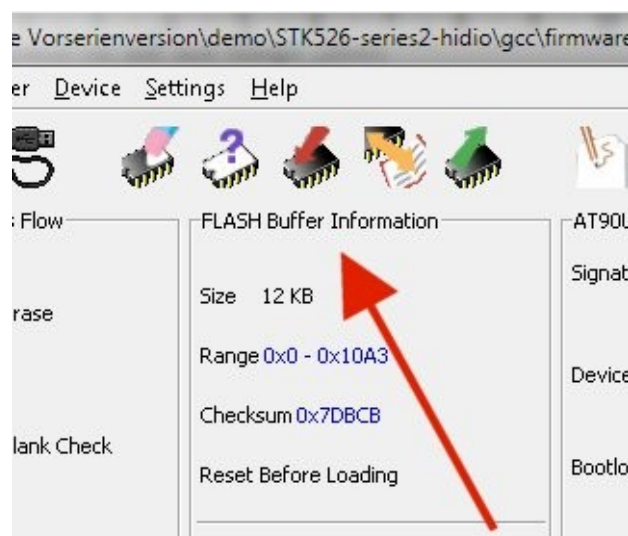 e Vorserienversion\demo\STK526-series2-hidio\gcc\firmware
er Device Settings Help
s Flow
FLASH Buffer Information
AT90U
Size 12 KB
Signat
rase
Range 0x0 - 0x10A3
Device
Checksum 0x7DBCB
lank Check
Reset Before Loading
Bootlo